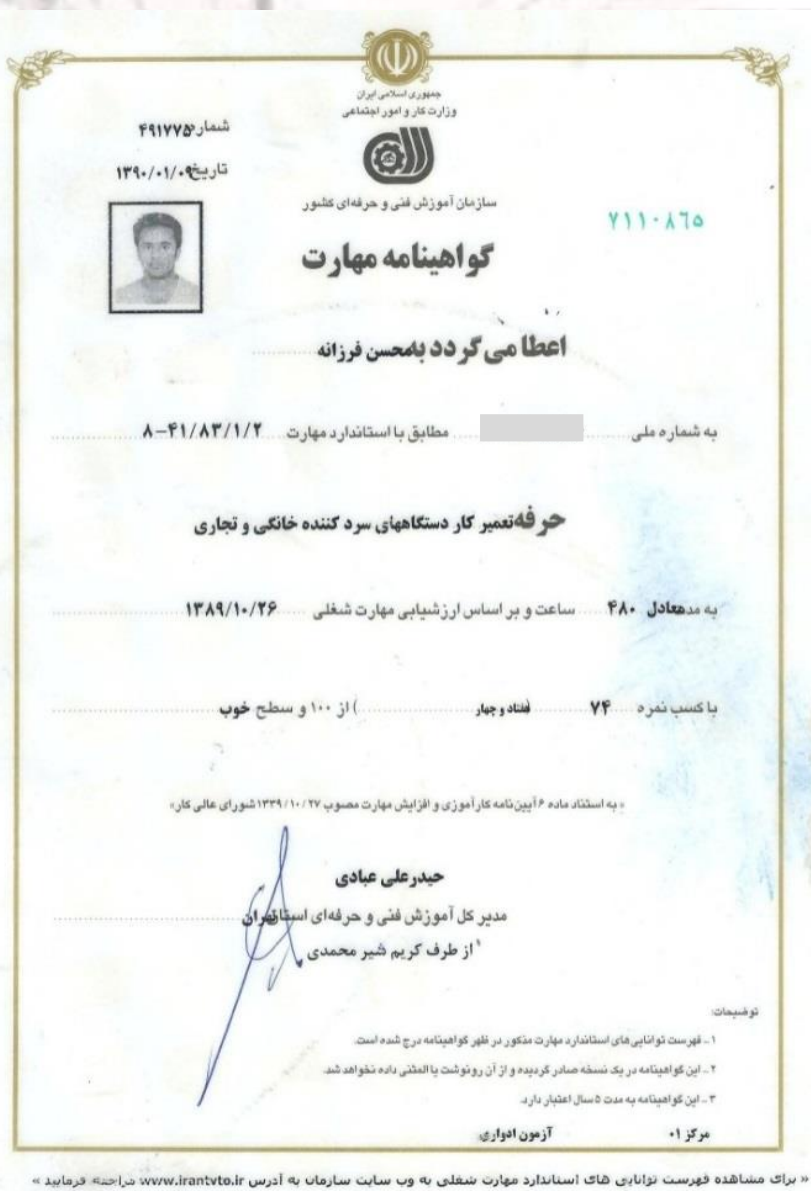 جمهوری اسلامی ایران
وزارت کار و امور اجتماعی
شماره ۴۹۱۷۷۵
تاریخ ۱۳۹۰/۰۱/۰۹
سازمان آموزش فنی و حرفه‌ای کشور
۷۱۱۰۸۶۵
گواهینامه مهارت
اعطا می‌گردد به محسن فرزانه
به شماره ملی مطابق با استاندارد مهارت ۸-۴۱/۸۳/۱/۲
حرفه تعمیر کار دستگاههای سرد کننده خانگی و تجاری
به مدت معادل ۴۸۰ ساعت و بر اساس ارزشیابی مهارت شغلی ۱۳۸۹/۱۰/۲۶
با کسب نمره ۷۴ (هفتاد و چهار) از ۱۰۰ و سطح خوب
« به استناد ماده ۶ آیین‌نامه کارآموزی و افزایش مهارت مصوب ۱۳۳۹/۱۰/۲۷ شورای عالی کار»
حیدرعلی عبادی
مدیر کل آموزش فنی و حرفه‌ای استان تهران
از طرف کریم شیر محمدی
توضیحات:
۱- فهرست توانایی‌های استاندارد مهارت مذکور در ظهر گواهینامه درج شده است.
۲- این گواهینامه در یک نسخه صادر گردیده و از آن رونوشت یا المثنی داده نخواهد شد.
۳- این گواهینامه به مدت ۵ سال اعتبار دارد.
مرکز ۰۱ آزمون ادواری
« برای مشاهده فهرست توانایی های استاندارد مهارت شغلی به وب سایت سازمان به آدرس www.irantvto.ir مراجعه فرمایید »